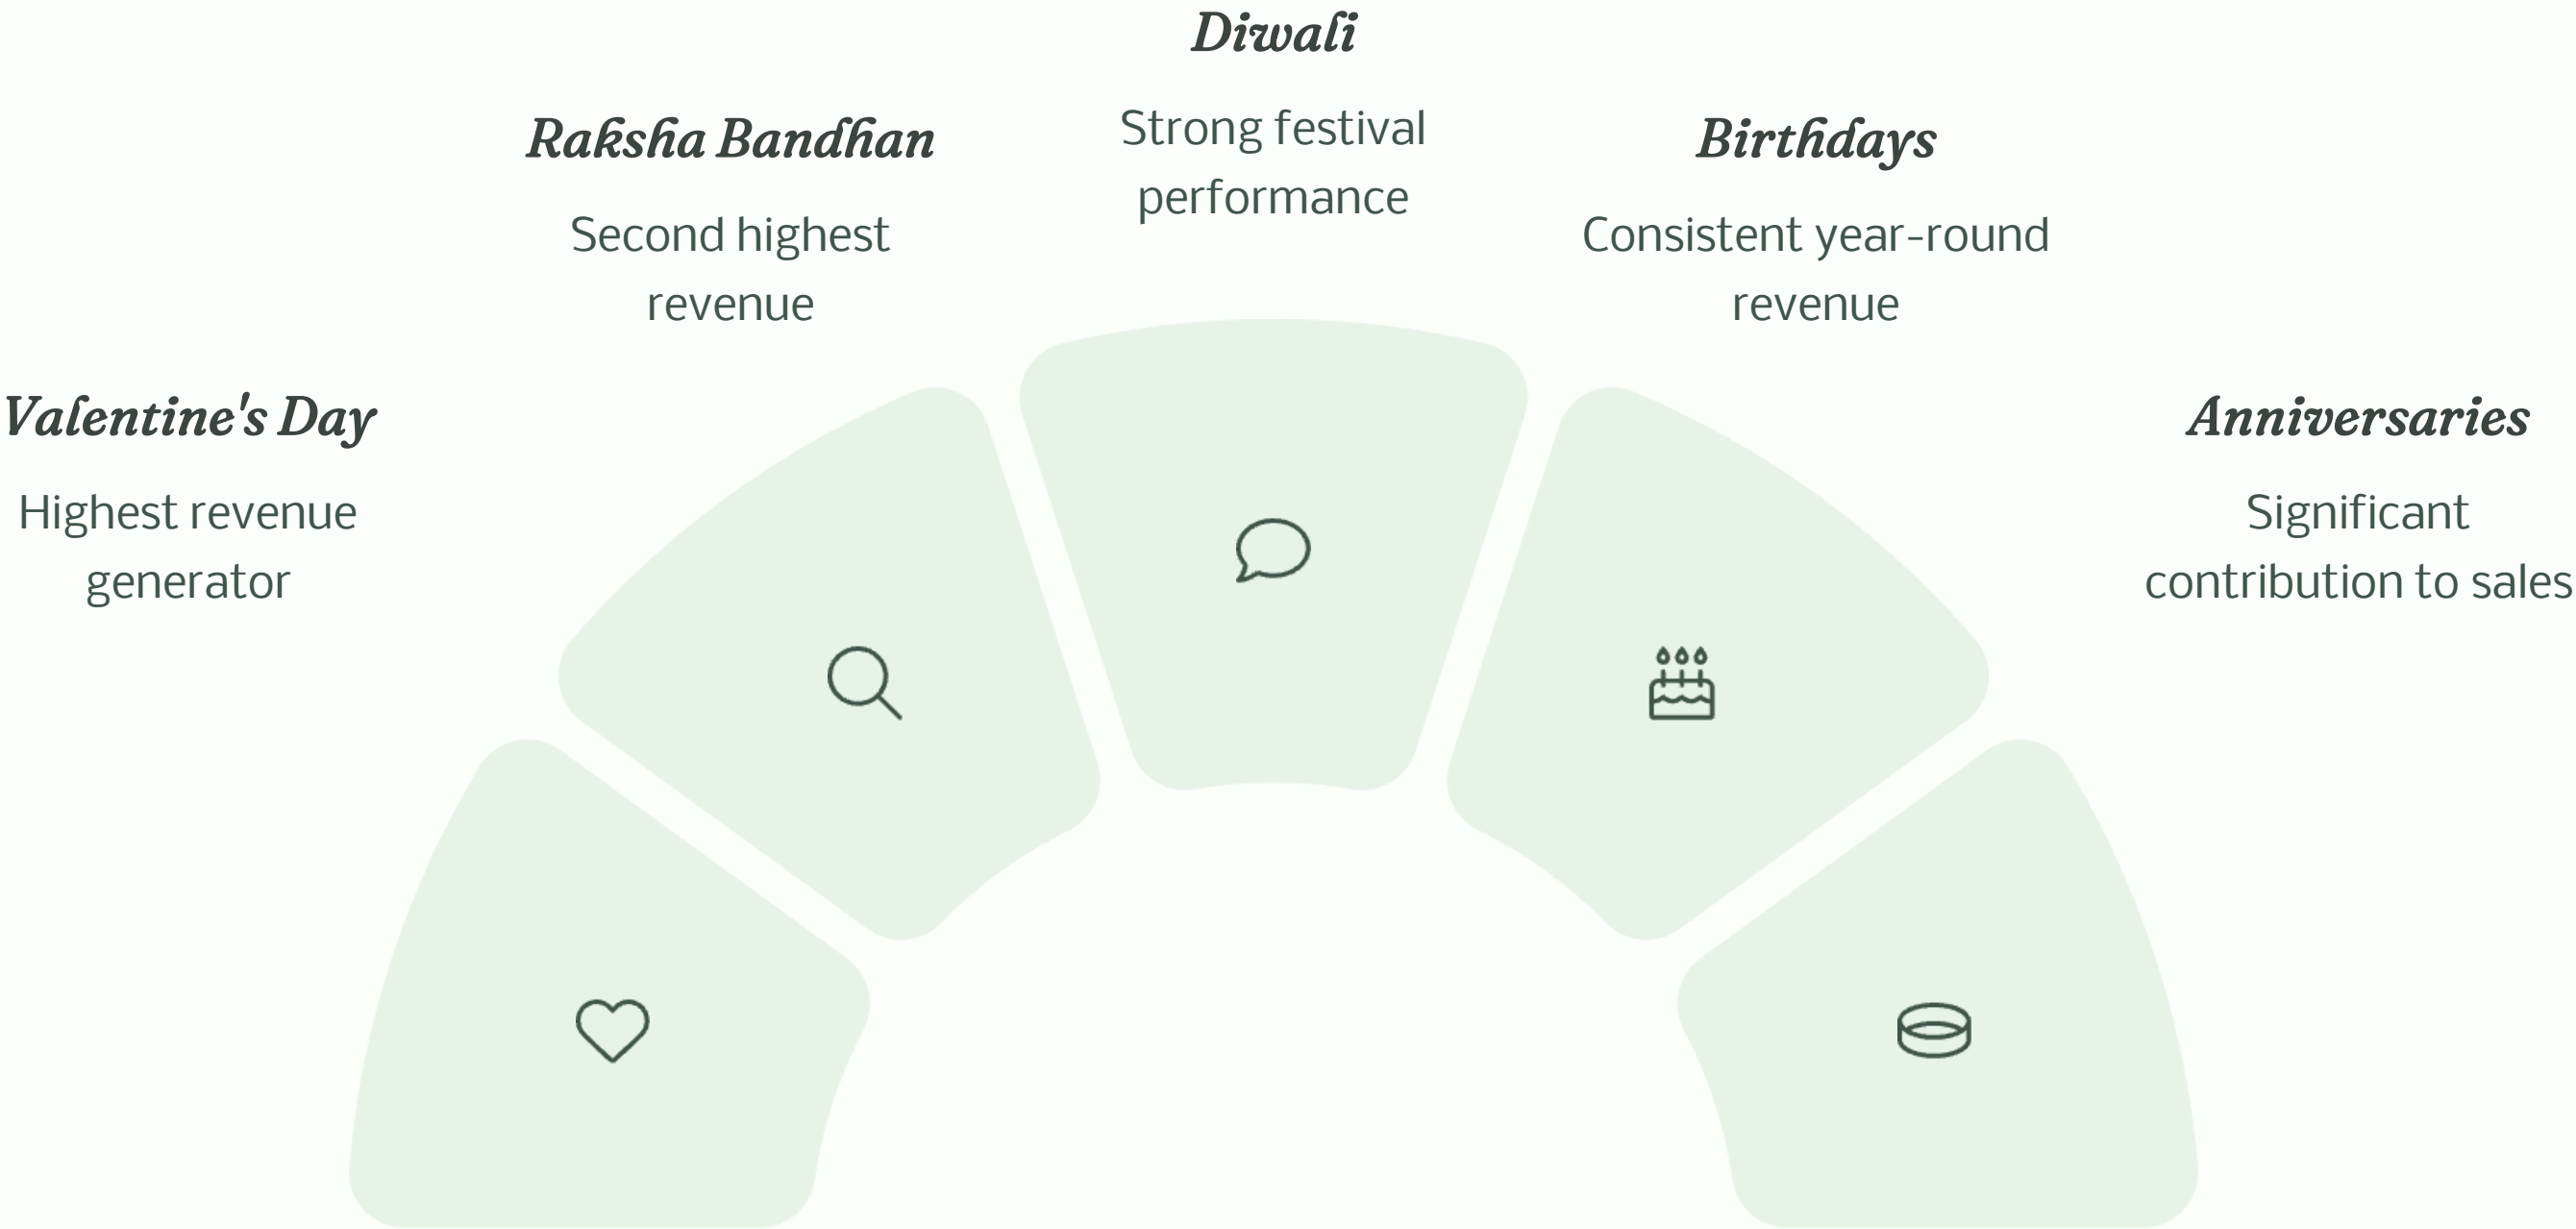 Diwali
Strong festival
performance
Raksha Bandhan
Second highest
revenue
Birthdays
Consistent year-round
revenue
Valentine's Day
Highest revenue
generator
Anniversaries
Significant
contribution to sales